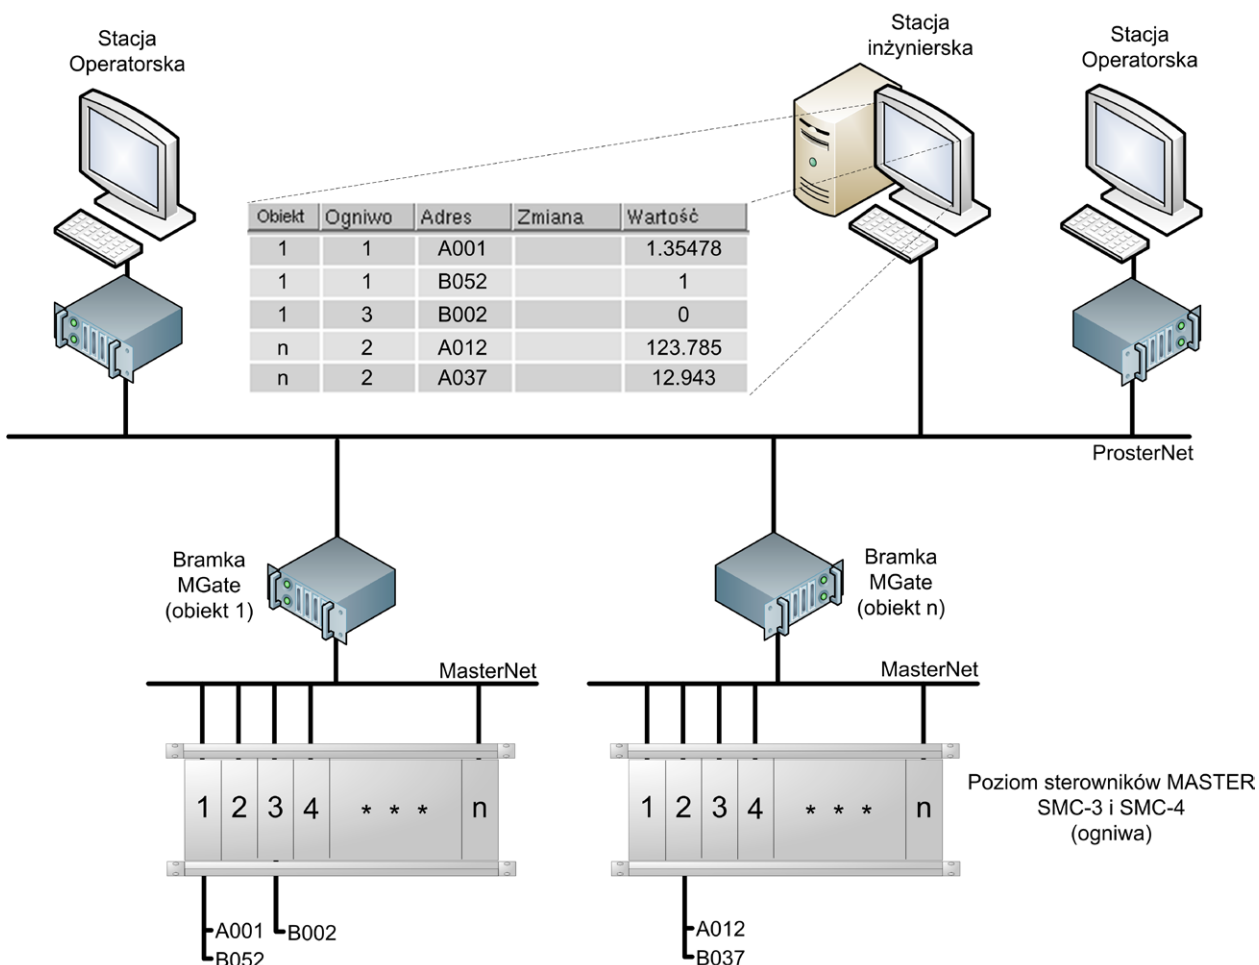 Stacja
Operatorska
Stacja
inżynierska
Stacja
Operatorska
Obiekt Ogniwo Adres Zmiana Wartość
1 1 A001 1.35478
1 1 B052 1
1 3 B002 0
n 2 A012 123.785
n 2 A037 12.943
ProsterNet
Bramka
MGate
(obiekt 1)
Bramka
MGate
(obiekt n)
MasterNet
MasterNet
1 2 3 4 * * * n
1 2 3 4 * * * n
Poziom sterowników MASTER
SMC-3 i SMC-4
(ogniwa)
A001
B052
B002
A012
B037